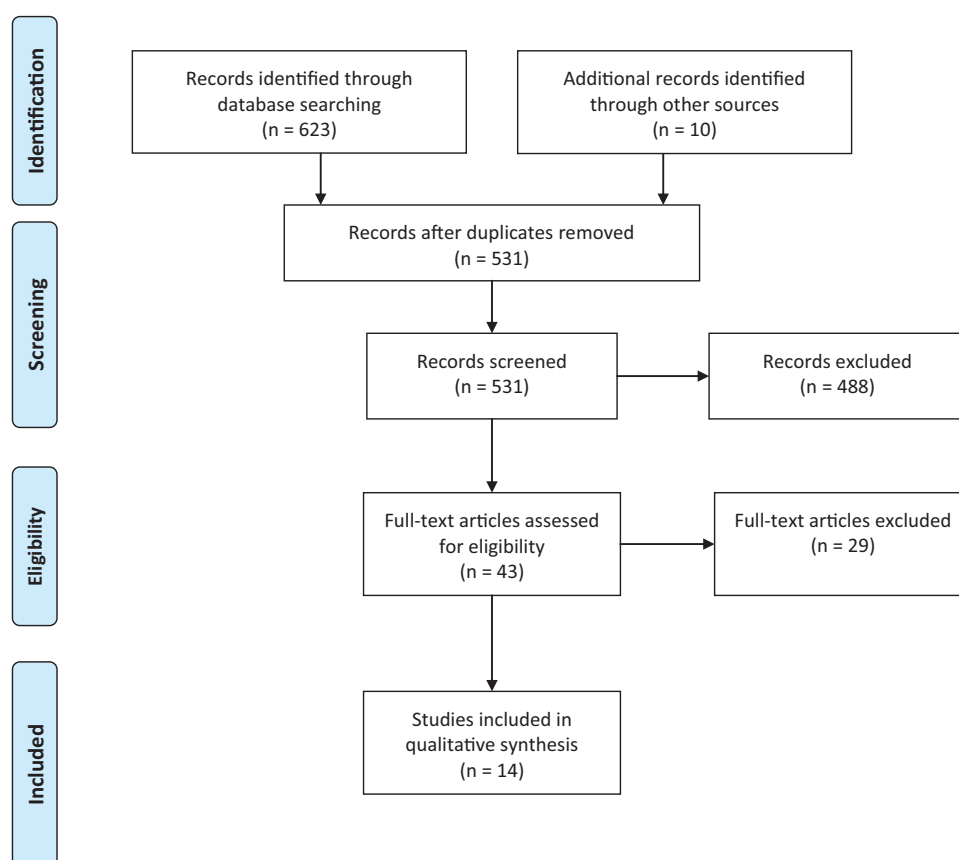 Identification
Records identified through
database searching
(n = 623)
Additional records identified
through other sources
(n = 10)
Screening
Records after duplicates removed
(n = 531)
Records screened
(n = 531)
Records excluded
(n = 488)
Eligibility
Full-text articles assessed
for eligibility
(n = 43)
Full-text articles excluded
(n = 29)
Included
Studies included in
qualitative synthesis
(n = 14)